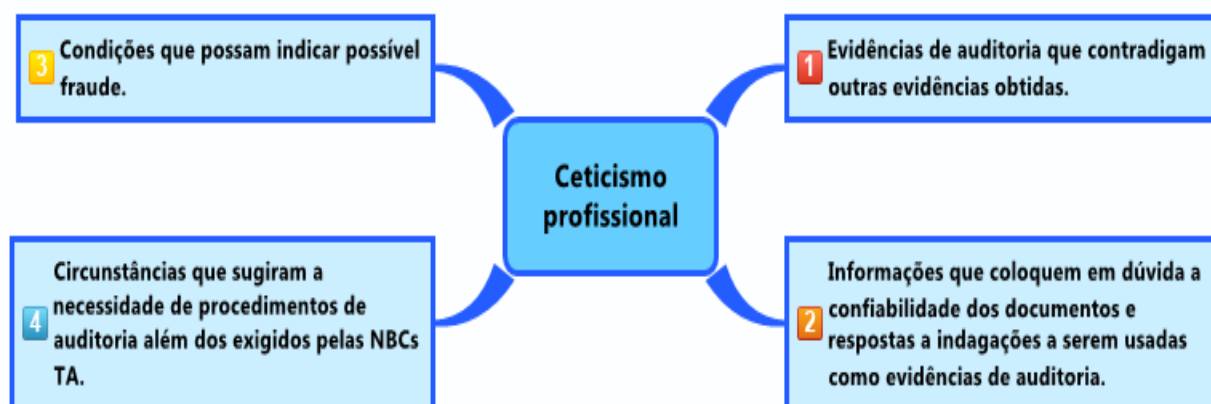 3 Condições que possam indicar possível
fraude.
1 Evidências de auditoria que contradigam
outras evidências obtidas.
Ceticismo
profissional
4 Circunstâncias que sugiram a
necessidade de procedimentos de
auditoria além dos exigidos pelas NBCs
TA.
2 Informações que coloquem em dúvida a
confiabilidade dos documentos e
respostas a indagações a serem usadas
como evidências de auditoria.